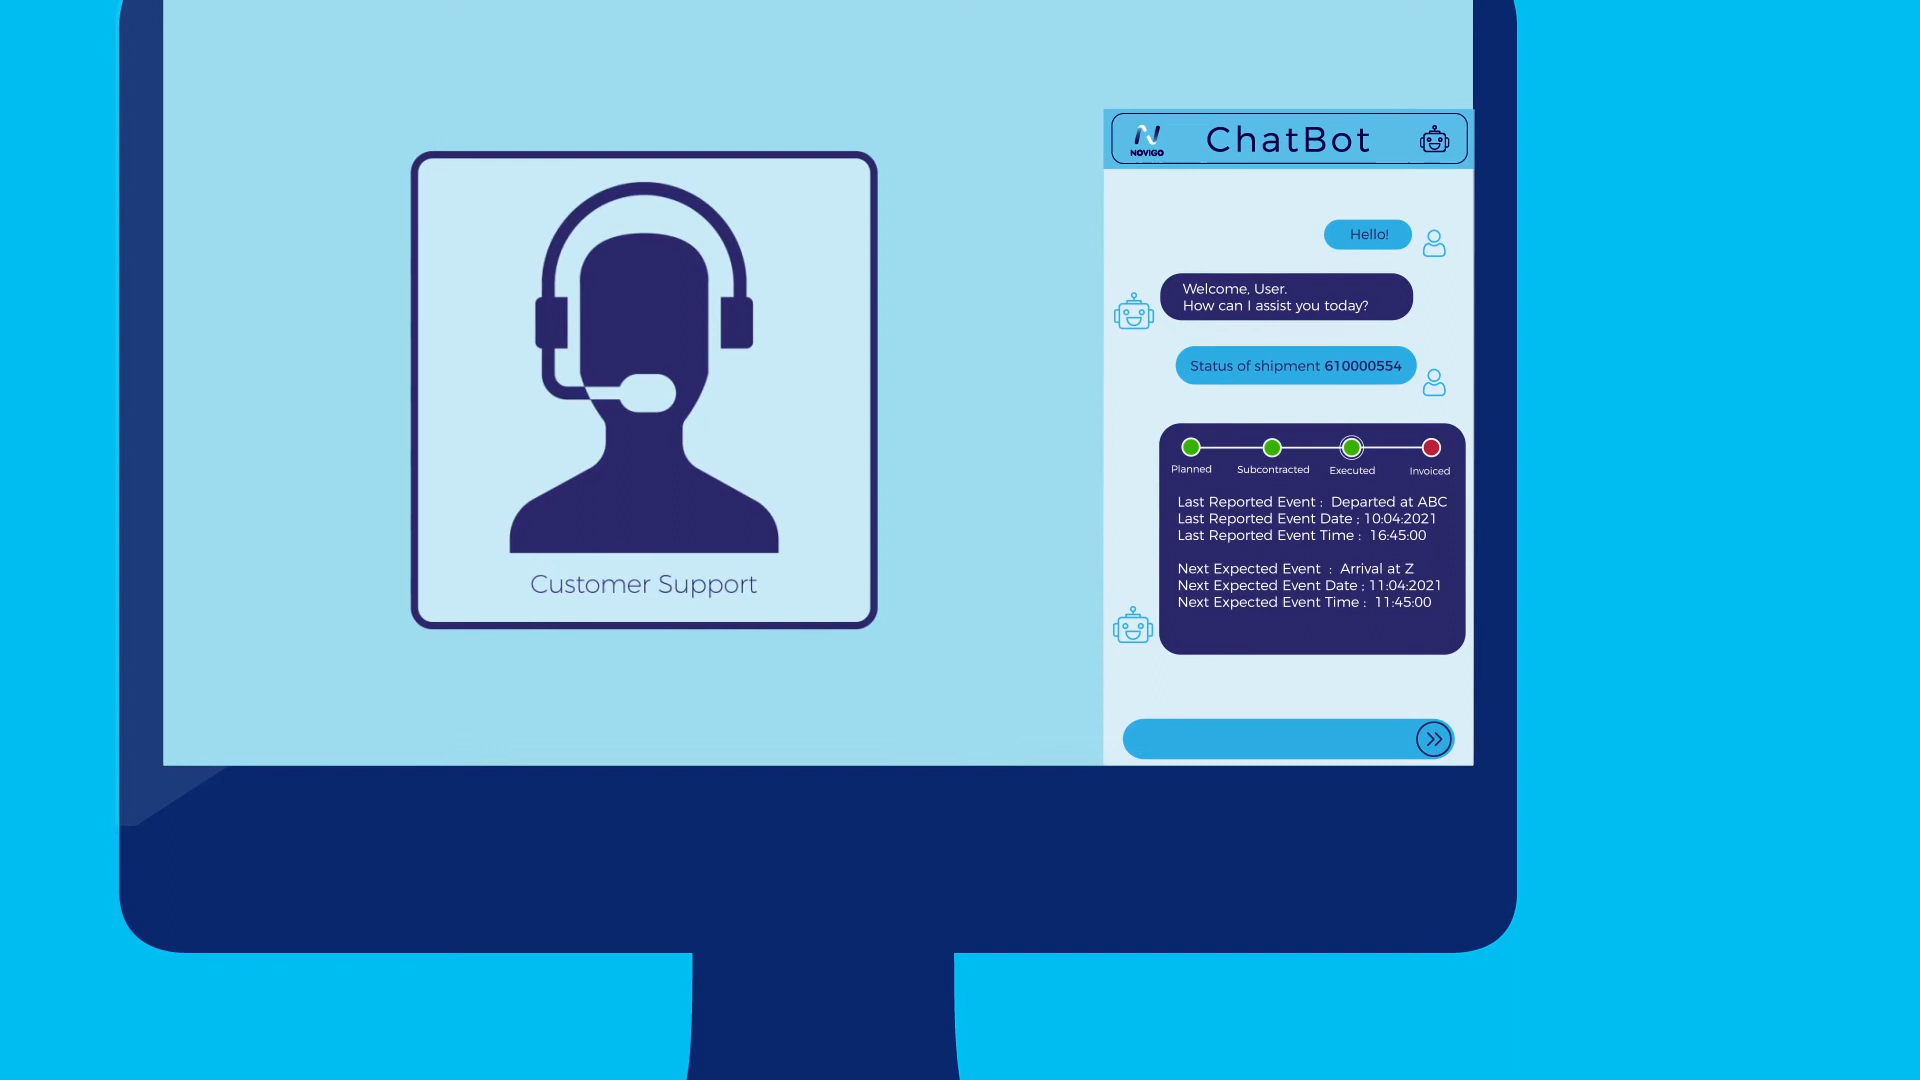 NOVIGO
ChatBot
Hello!
Welcome, User.
How can I assist you today?
Status of shipment 610000554
Planned Subcontracted Executed Invoiced
Last Reported Event : Departed at ABC
Last Reported Event Date ; 10:04:2021
Last Reported Event Time : 16:45:00
Next Expected Event : Arrival at Z
Next Expected Event Date ; 11:04:2021
Next Expected Event Time : 11:45:00
Customer Support